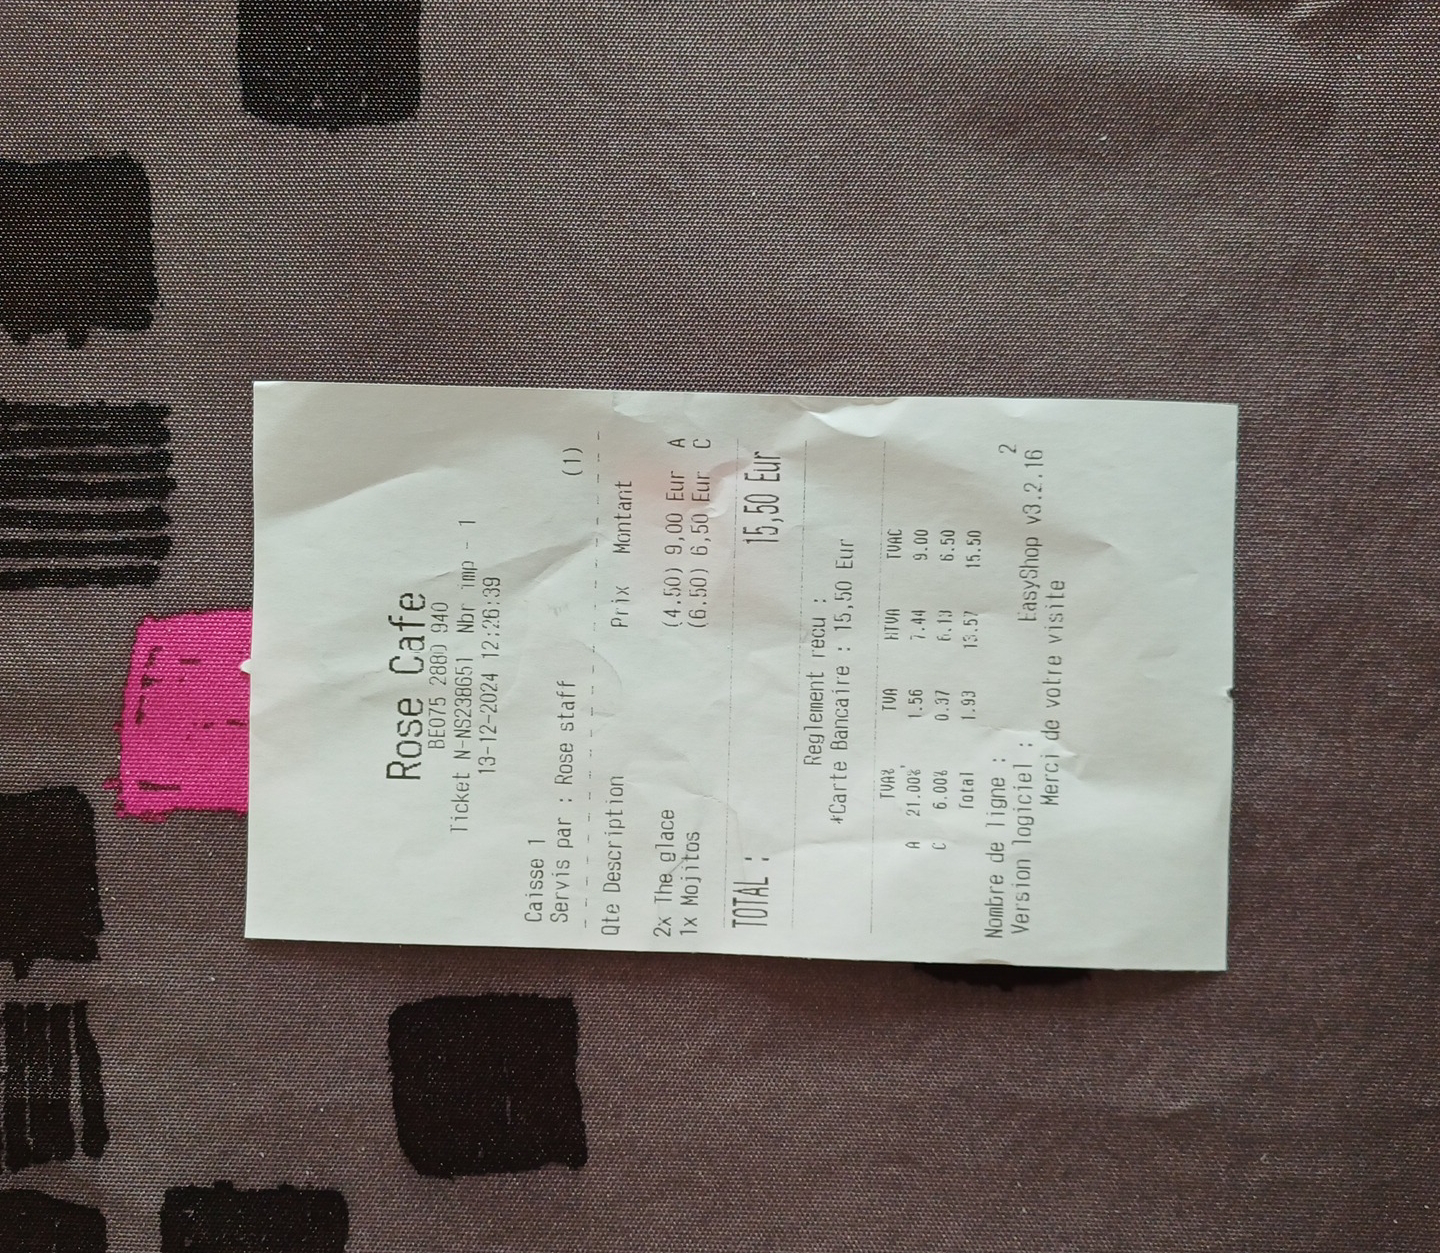 Rose Cafe
BE075 2880 940
Ticket N-NS238651 Nbr imp - 1
13-12-2024 12:26:39
Caisse 1
Servis par : Rose staff (1)
Qte Description Prix Montant
2x The glace (4.50) 9,00 Eur A
1x Mojitos (6.50) 6,50 Eur C
TOTAL : 15,50 Eur
Reglement recu :
*Carte Bancaire : 15,50 Eur
TVA% TVA HTVA TVAC
A 21.00% 1.56 7.44 9.00
C 6.00% 0.37 6.13 6.50
Total 1.93 13.57 15.50
Nombre de ligne : 2
Version logiciel : EasyShop v3.2.16
Merci de votre visite